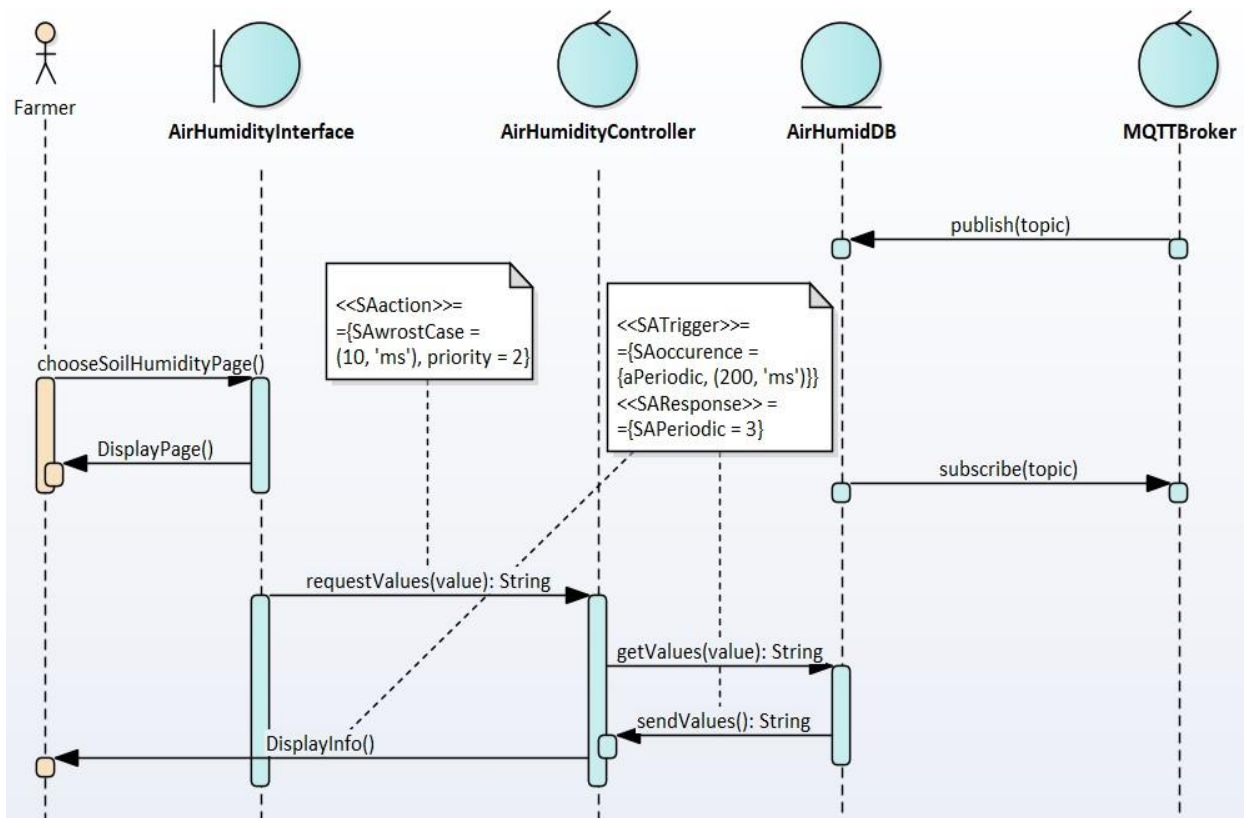 Farmer
AirHumidityInterface
AirHumidityController
AirHumidDB
MQTTBroker
publish(topic)
<<SAaction>>=
={SAwrostCase =
(10, 'ms'), priority = 2}
<<SATrigger>>=
={SAoccurence =
{aPeriodic, (200, 'ms')}}
<<SAResponse>> =
={SAPeriodic = 3}
chooseSoilHumidityPage()
DisplayPage()
subscribe(topic)
requestValues(value): String
getValues(value): String
sendValues(): String
DisplayInfo()